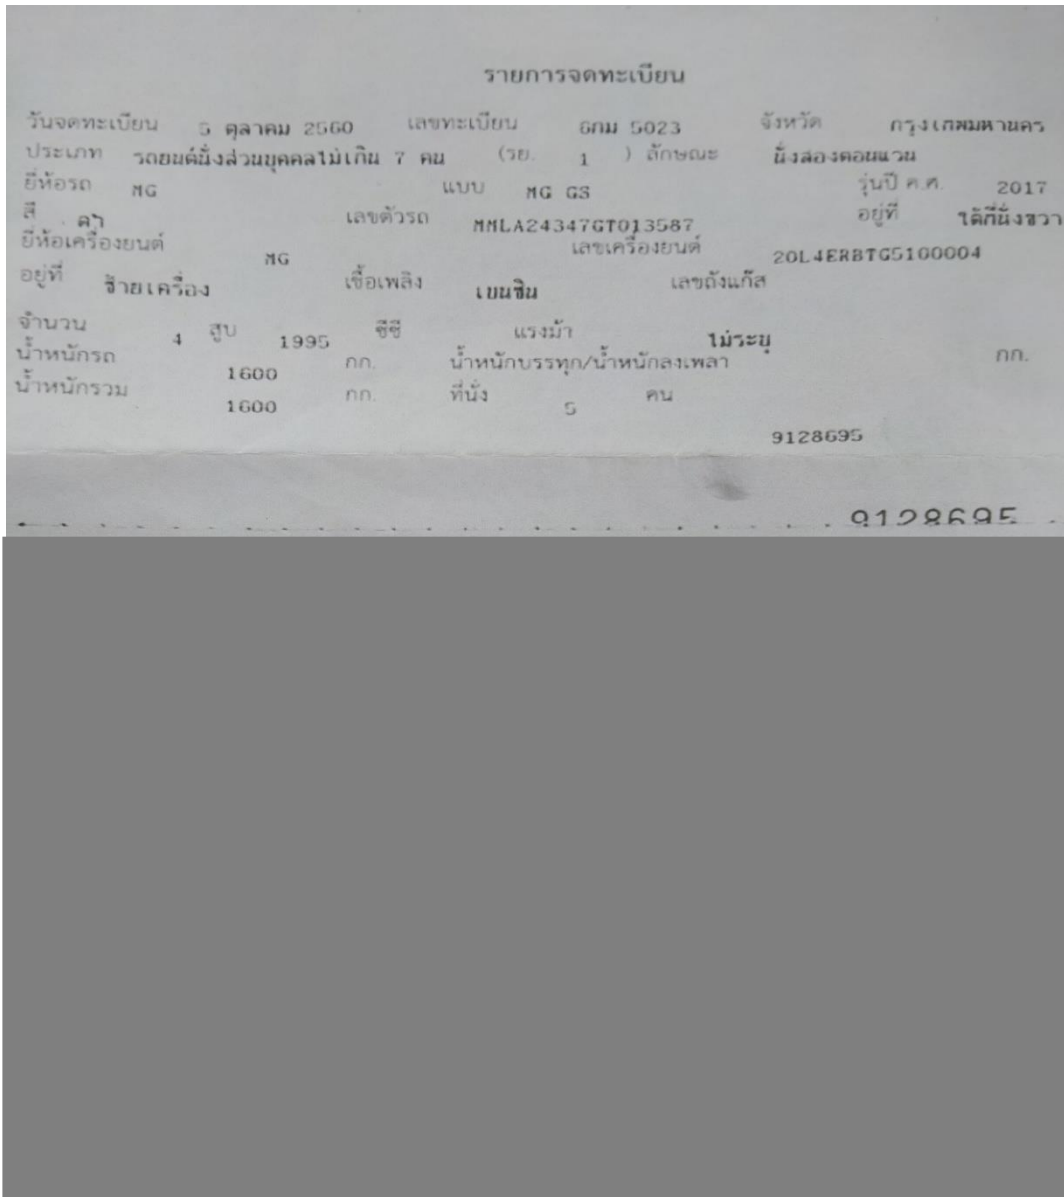 รายการจดทะเบียน
วันจดทะเบียน 5 ตุลาคม 2560 เลขทะเบียน 6กม 5023 จังหวัด กรุงเทพมหานคร
ประเภท รถยนต์นั่งส่วนบุคคลไม่เกิน 7 คน (รย. 1 ) ลักษณะ นั่งสองตอนแวน
ยี่ห้อรถ MG แบบ MG GS รุ่นปี ค.ศ. 2017
สี ดำ เลขตัวรถ MMLA24347GT013587 อยู่ที่ ใต้ที่นั่งขวา
ยี่ห้อเครื่องยนต์ MG เลขเครื่องยนต์ 20L4ERBTG5100004
อยู่ที่ ซ้ายเครื่อง เชื้อเพลิง เบนซิน เลขถังแก๊ส
จำนวน 4 สูบ 1995 ซีซี แรงม้า ไม่ระบุ
น้ำหนักรถ 1600 กก. น้ำหนักบรรทุก/น้ำหนักลงเพลา กก.
น้ำหนักรวม 1600 กก. ที่นั่ง 5 คน
9128695
9128695